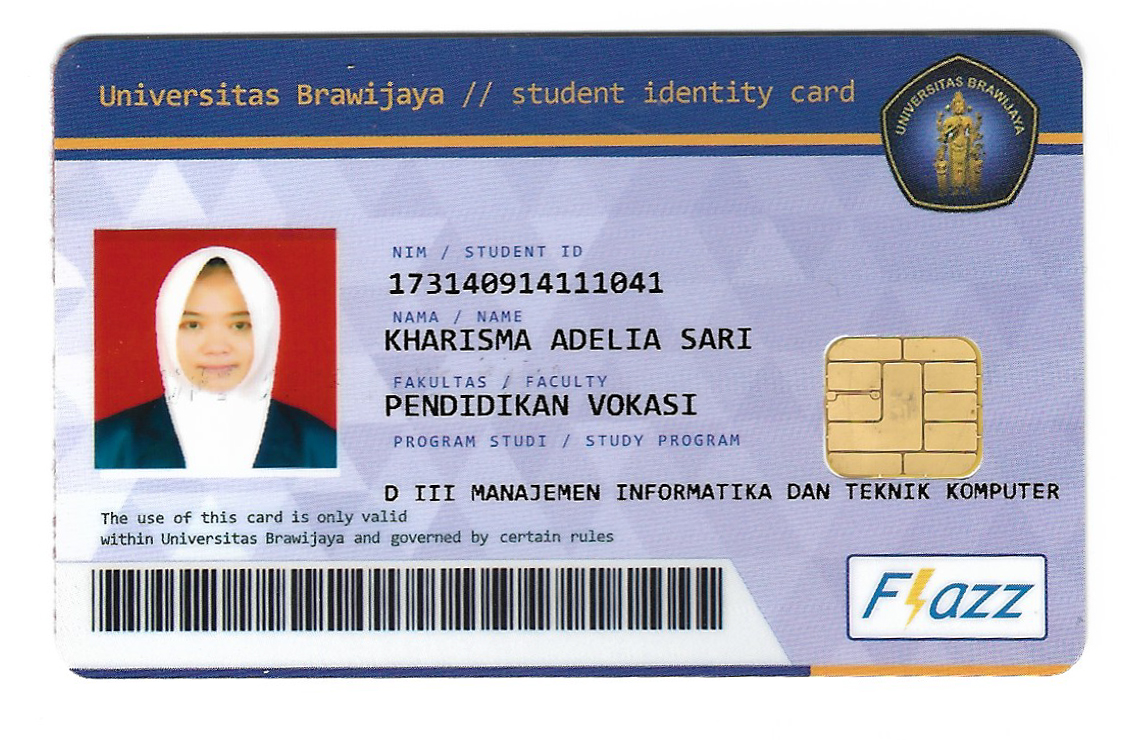 Universitas Brawijaya // student identity card
UNIVERSITAS BRAWIJAYA
NIM / STUDENT ID
173140914111041
NAMA / NAME
KHARISMA ADELIA SARI
FAKULTAS / FACULTY
PENDIDIKAN VOKASI
PROGRAM STUDI / STUDY PROGRAM
D III MANAJEMEN INFORMATIKA DAN TEKNIK KOMPUTER
The use of this card is only valid
within Universitas Brawijaya and governed by certain rules
Flazz